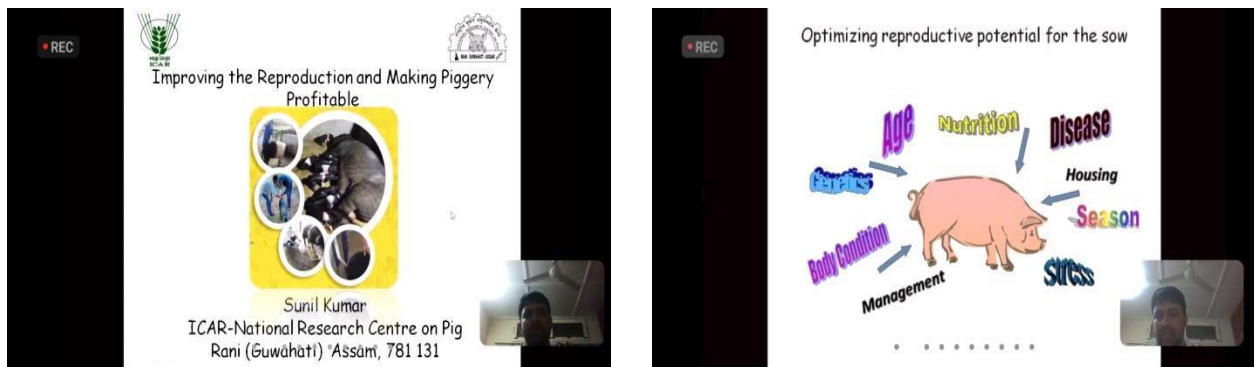 REC
ICAR
Improving the Reproduction and Making Piggery
Profitable
Sunil Kumar
ICAR-National Research Centre on Pig
Rani (Guwahati) Assam, 781 131
REC
Optimizing reproductive potential for the sow
Age
Nutrition
Disease
Genetics
Housing
Season
Body Condition
Management
Stress